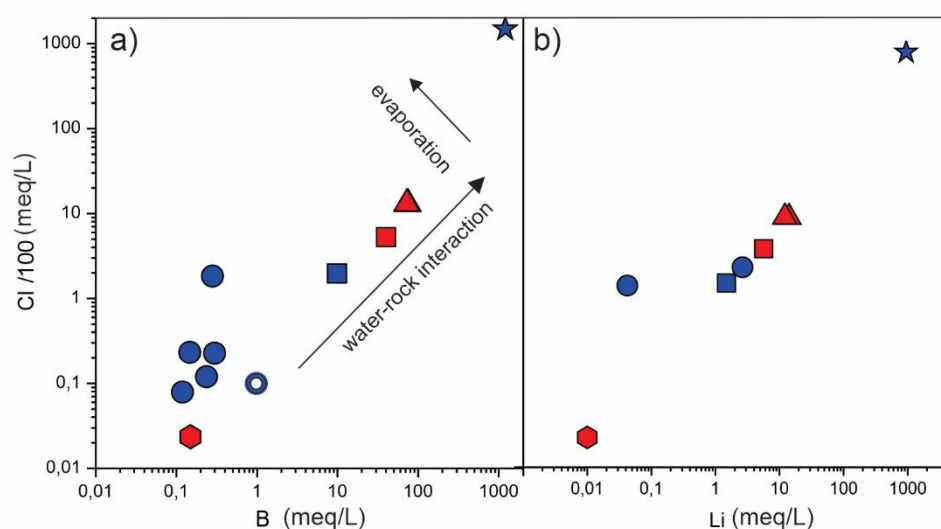 a)
b)
1000
100
10
1
0,1
0,01
Cl /100 (meq/L)
evaporation
water-rock interaction
0,01
0,1
1
10
100
1000
B (meq/L)
0,01
0,1
1
10
100
1000
Li (meq/L)